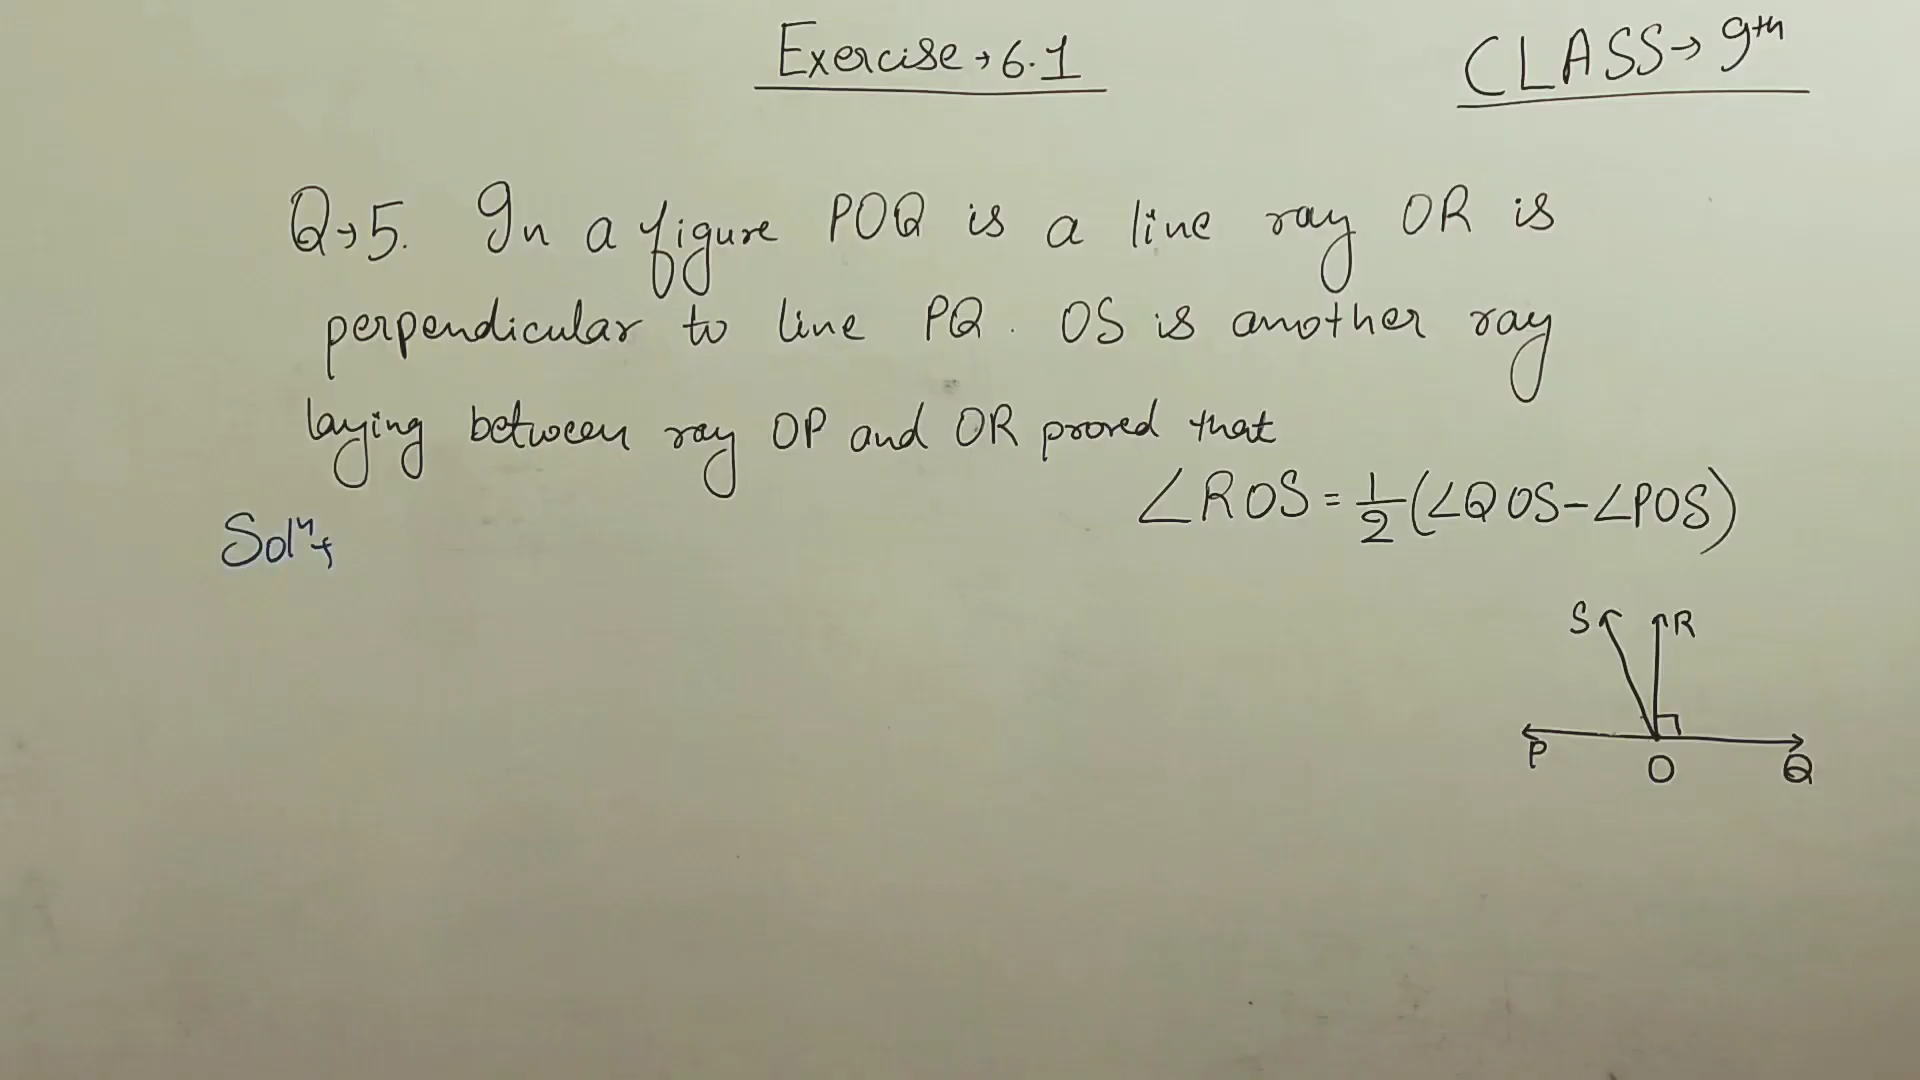 Exercise → 6.1
CLASS → 9th
Q → 5. In a figure POQ is a line ray OR is
perpendicular to line PQ. OS is another ray
laying between ray OP and OR proved that
∠ROS = 1/2 (∠QOS - ∠POS)
Solⁿ →
S R
P O Q